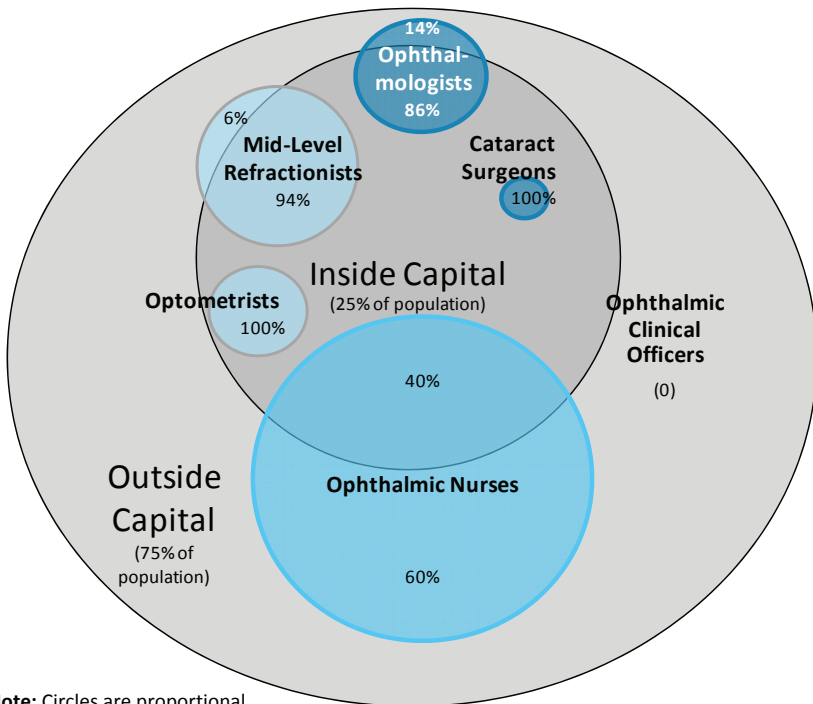 14%
Ophthal-
mologists
86%
6%
Mid-Level
Refractionists
94%
Cataract
Surgeons
100%
Inside Capital
(25% of population)
Optometrists
100%
Ophthalmic
Clinical
Officers
(0)
40%
Outside
Capital
(75% of
population)
Ophthalmic Nurses
60%
ote: Circles are proportional